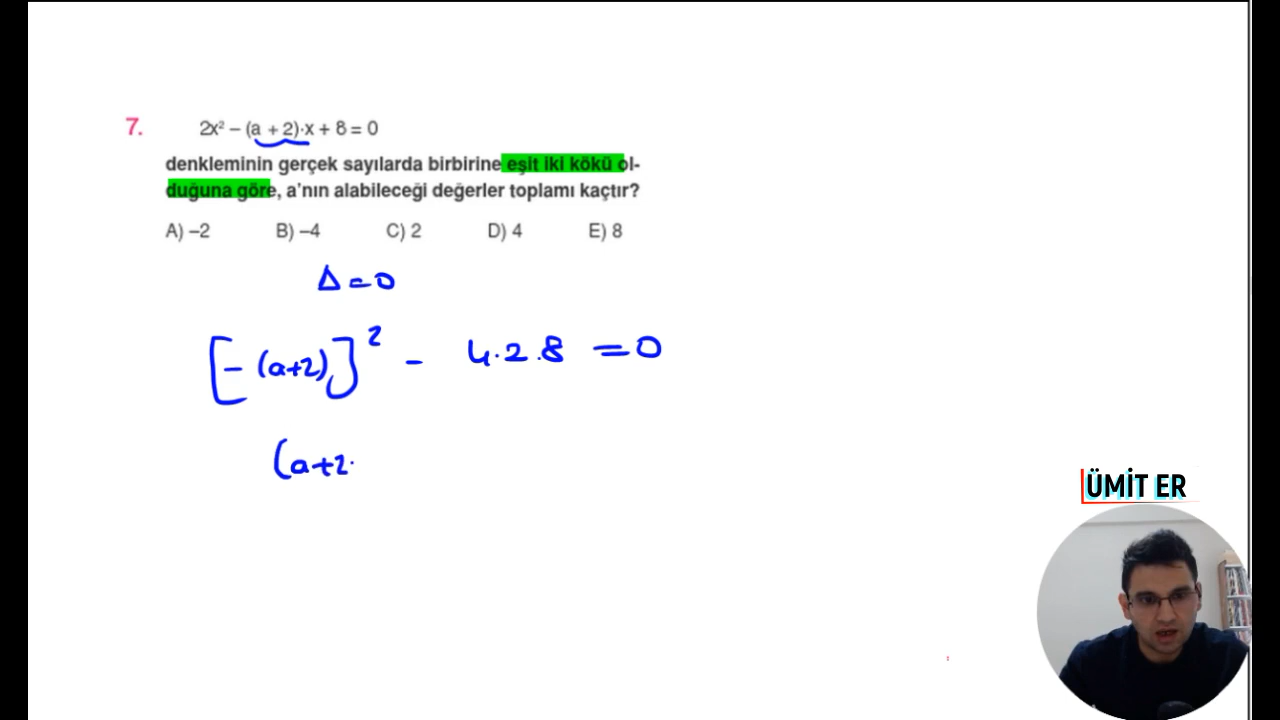 7. 2x² – (a + 2)·x + 8 = 0
denkleminin gerçek sayılarda birbirine eşit iki kökü ol-
duğuna göre, a’nın alabileceği değerler toplamı kaçtır?
A) –2 B) –4 C) 2 D) 4 E) 8
Δ = 0
[-(a+2)]² - 4.2.8 = 0
(a+2
ÜMİT ER